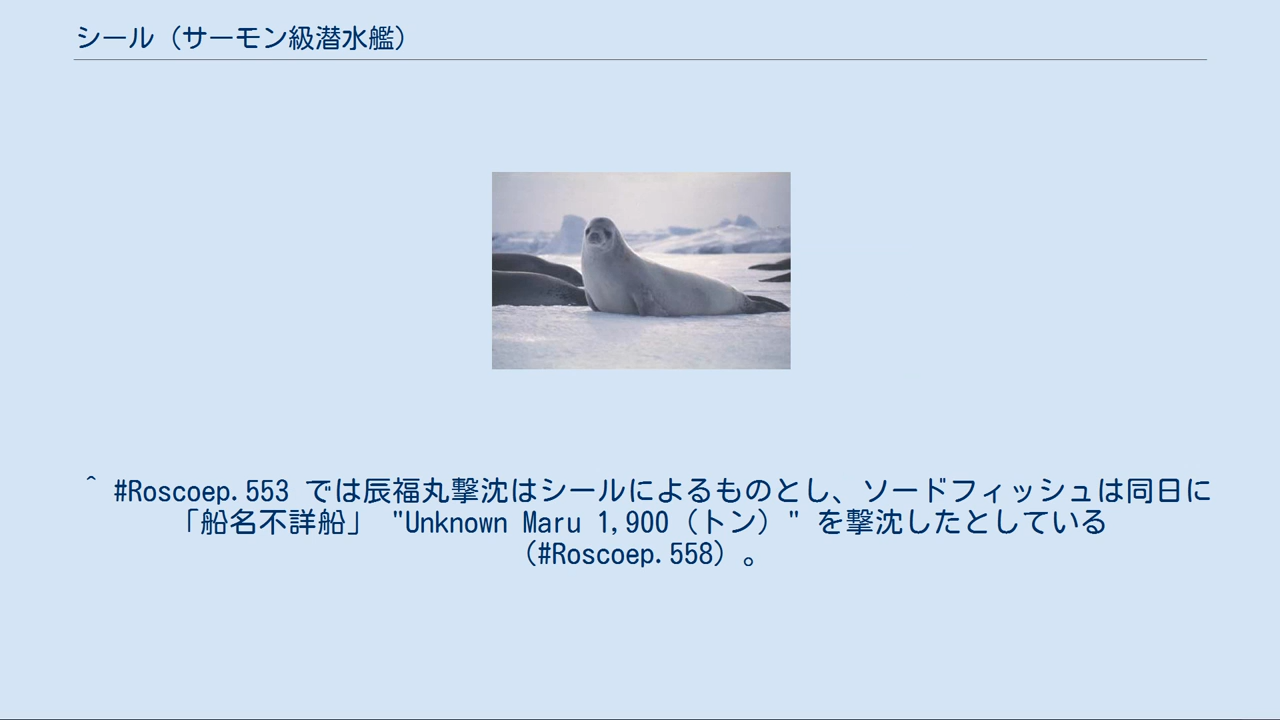 シール（サーモン級潜水艦）
^ #Roscoep.553 では辰福丸撃沈はシールによるものとし、ソードフィッシュは同日に
「船名不詳船」 "Unknown Maru 1,900（トン）" を撃沈したとしている
（#Roscoep.558）。